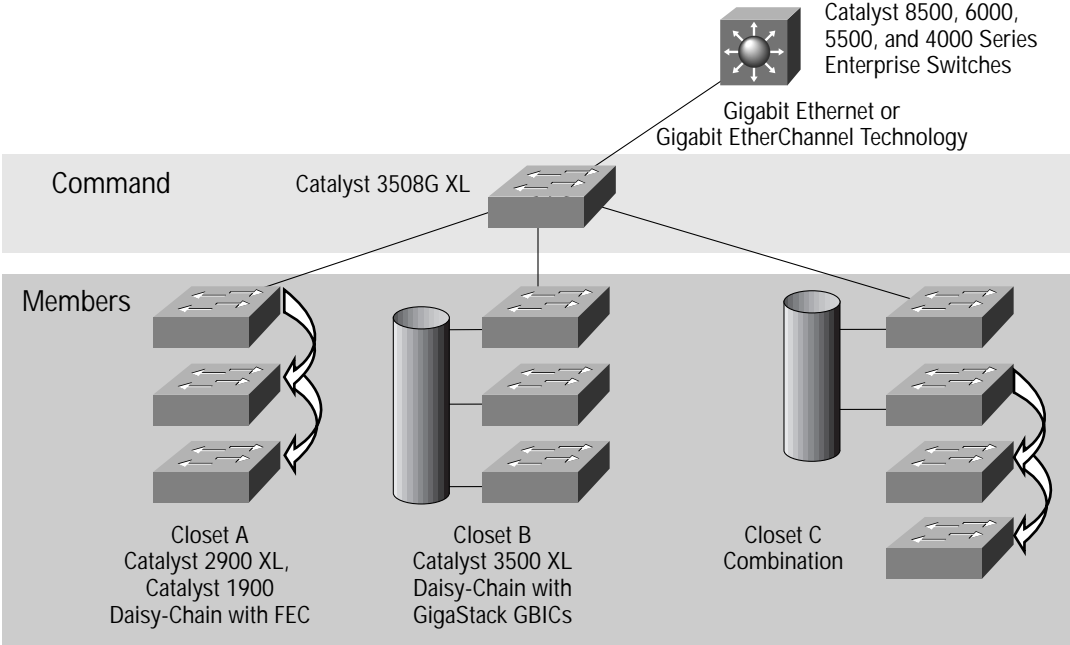 Catalyst 8500, 6000,
5500, and 4000 Series
Enterprise Switches
Gigabit Ethernet or
Gigabit EtherChannel Technology
Command
Catalyst 3508G XL
Members
Closet A
Catalyst 2900 XL,
Catalyst 1900
Daisy-Chain with FEC
Closet B
Catalyst 3500 XL
Daisy-Chain with
GigaStack GBICs
Closet C
Combination